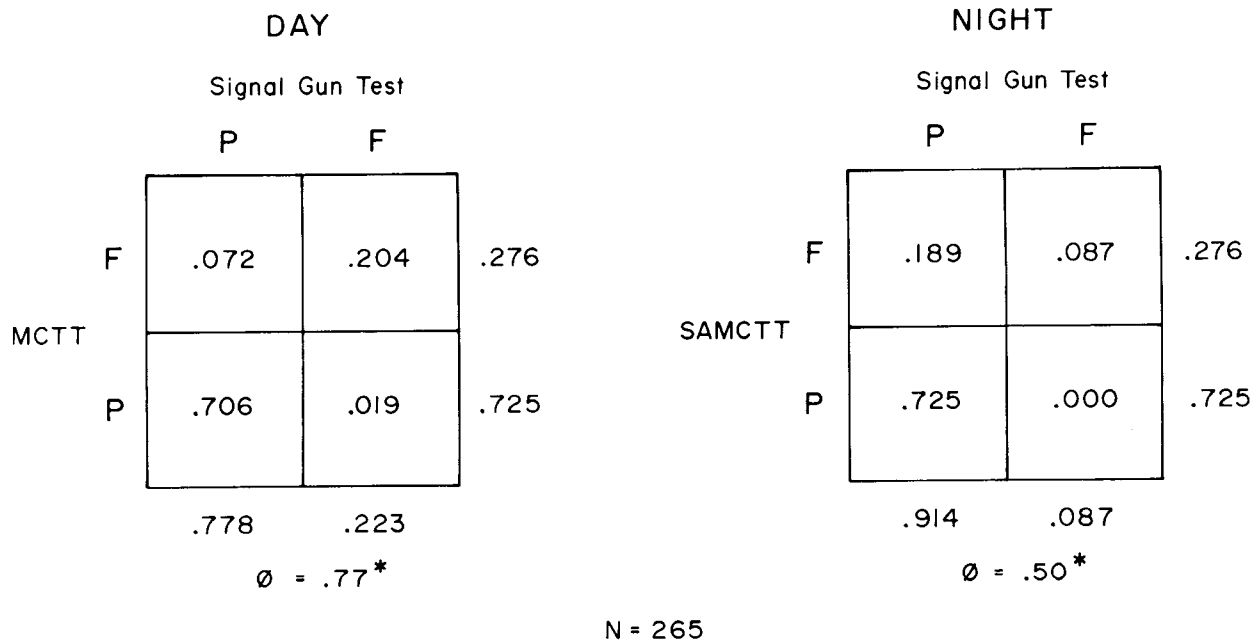 DAY
Signal Gun Test
P F
F .072 .204 .276
MCTT
P .706 .019 .725
.778 .223
ø = .77*
NIGHT
Signal Gun Test
P F
F .189 .087 .276
SAMCTT
P .725 .000 .725
.914 .087
ø = .50*
N = 265